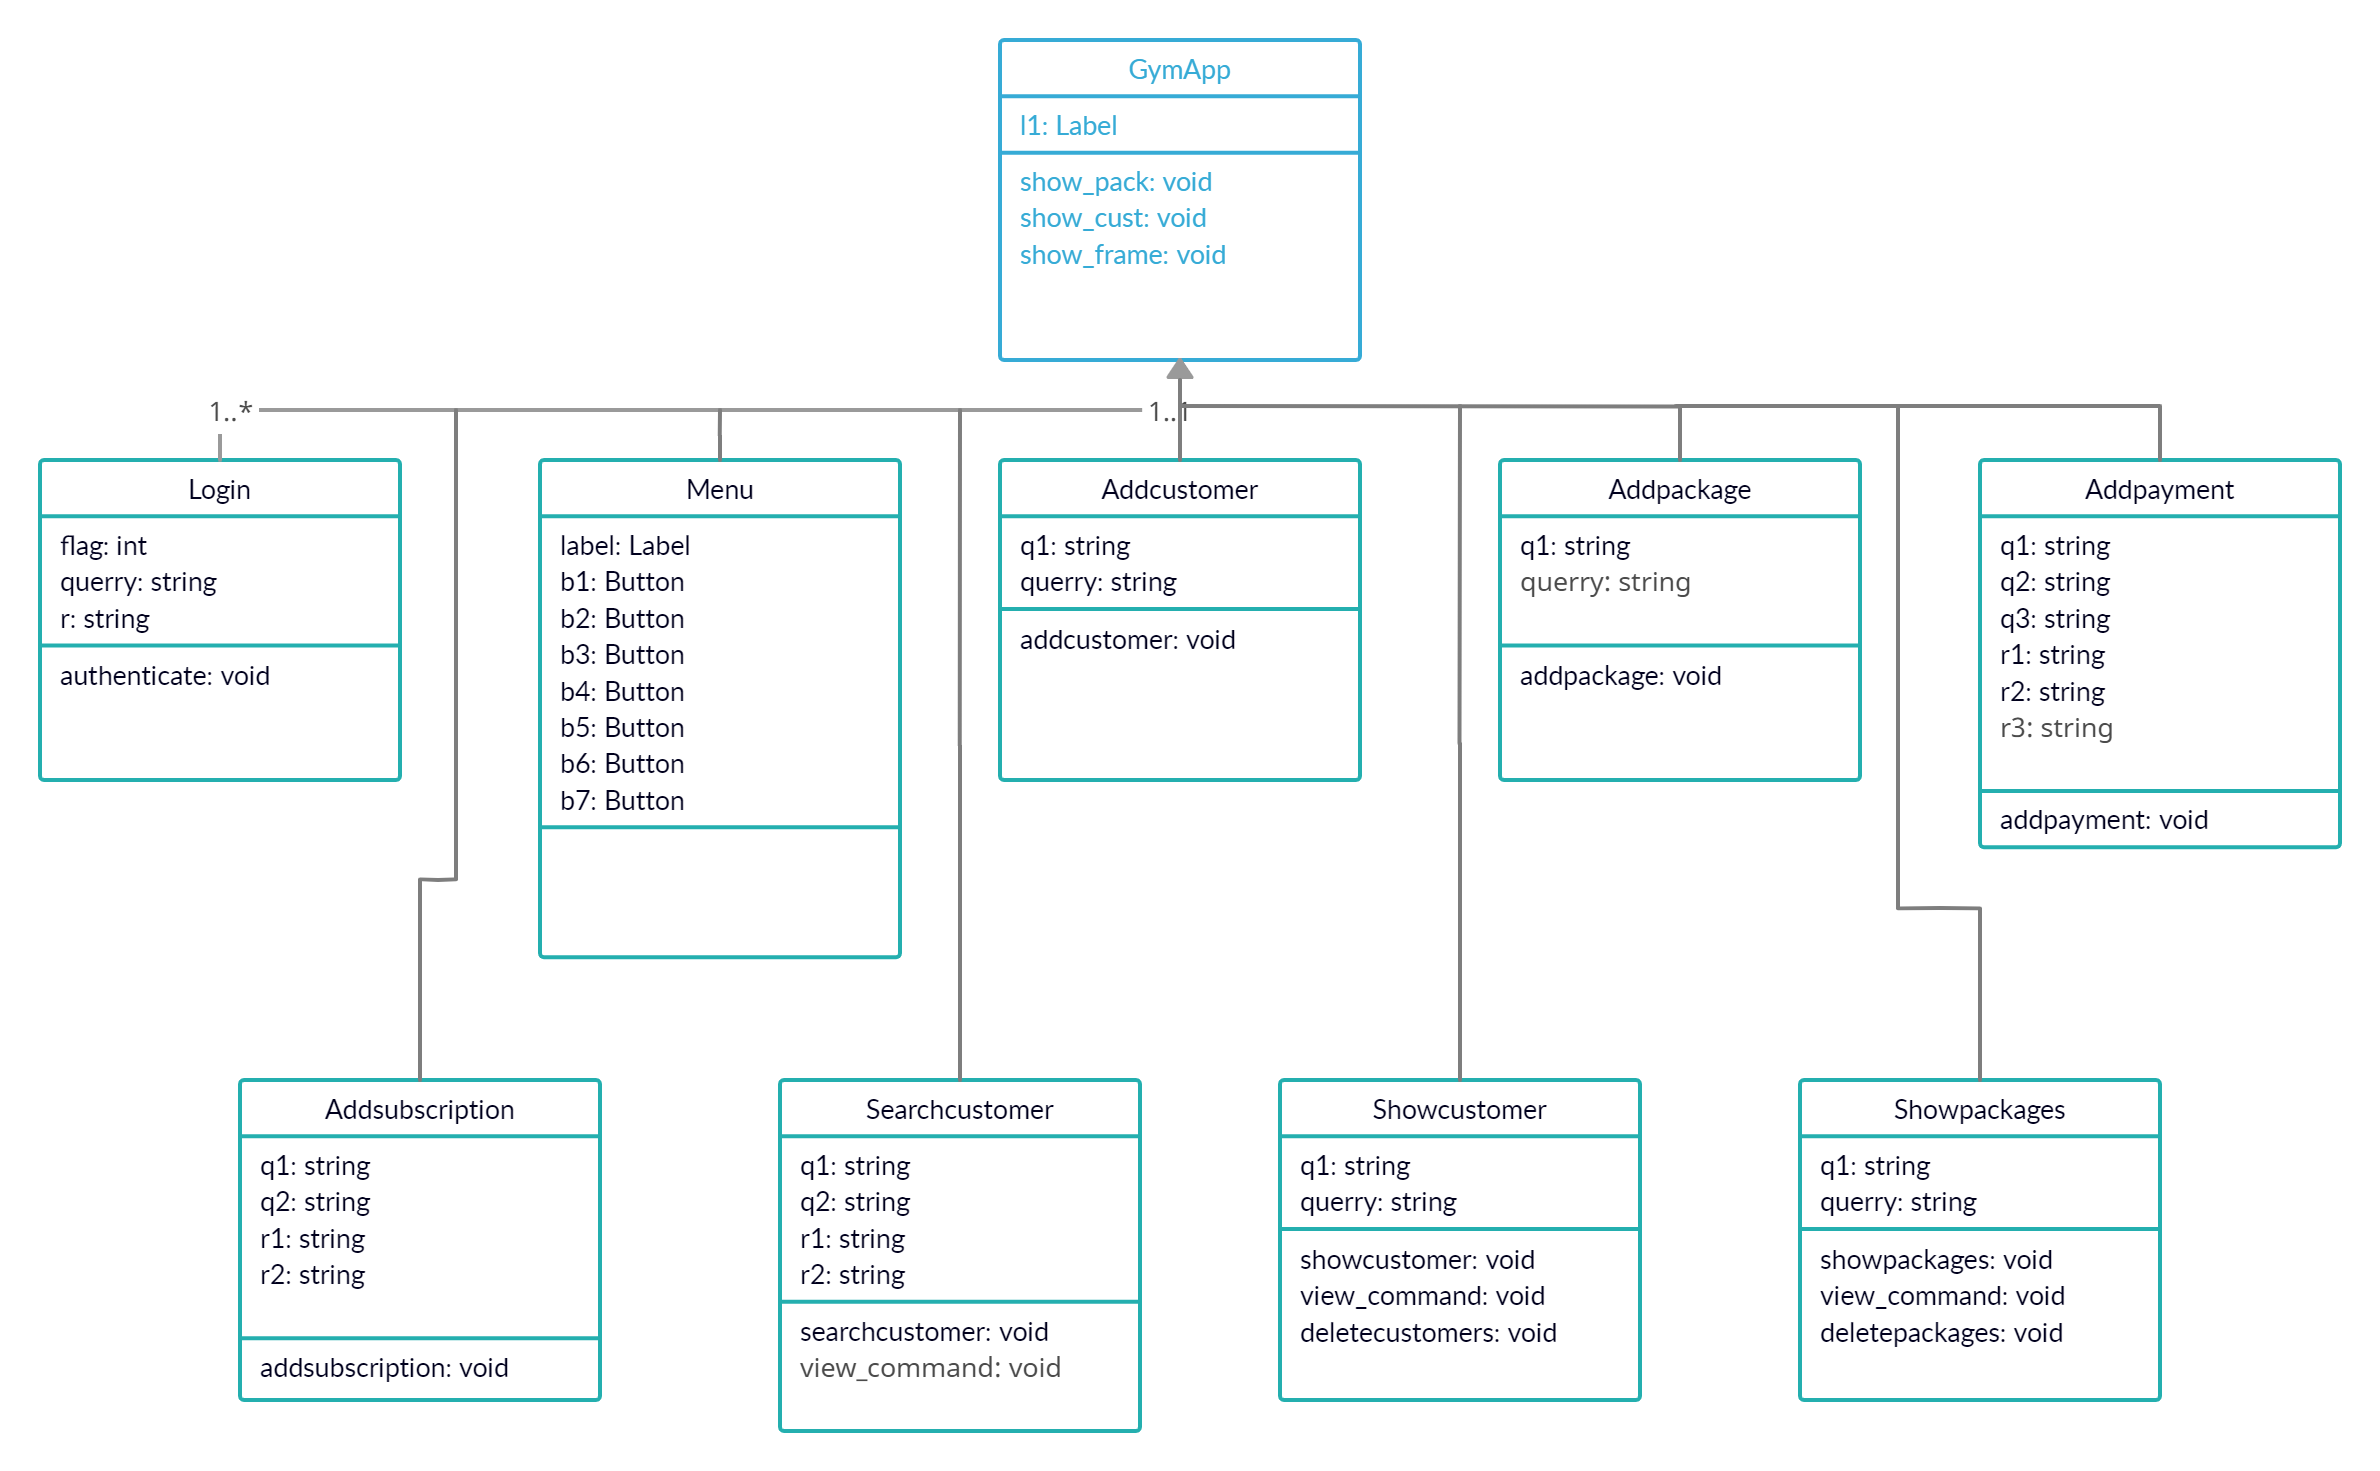 GymApp
l1: Label
show_pack: void
show_cust: void
show_frame: void
1..*
1..1
Login
flag: int
querry: string
r: string
authenticate: void
Menu
label: Label
b1: Button
b2: Button
b3: Button
b4: Button
b5: Button
b6: Button
b7: Button
Addcustomer
q1: string
querry: string
addcustomer: void
Addpackage
q1: string
querry: string
addpackage: void
Addpayment
q1: string
q2: string
q3: string
r1: string
r2: string
r3: string
addpayment: void
Addsubscription
q1: string
q2: string
r1: string
r2: string
addsubscription: void
Searchcustomer
q1: string
q2: string
r1: string
r2: string
searchcustomer: void
view_command: void
Showcustomer
q1: string
querry: string
showcustomer: void
view_command: void
deletecustomers: void
Showpackages
q1: string
querry: string
showpackages: void
view_command: void
deletepackages: void